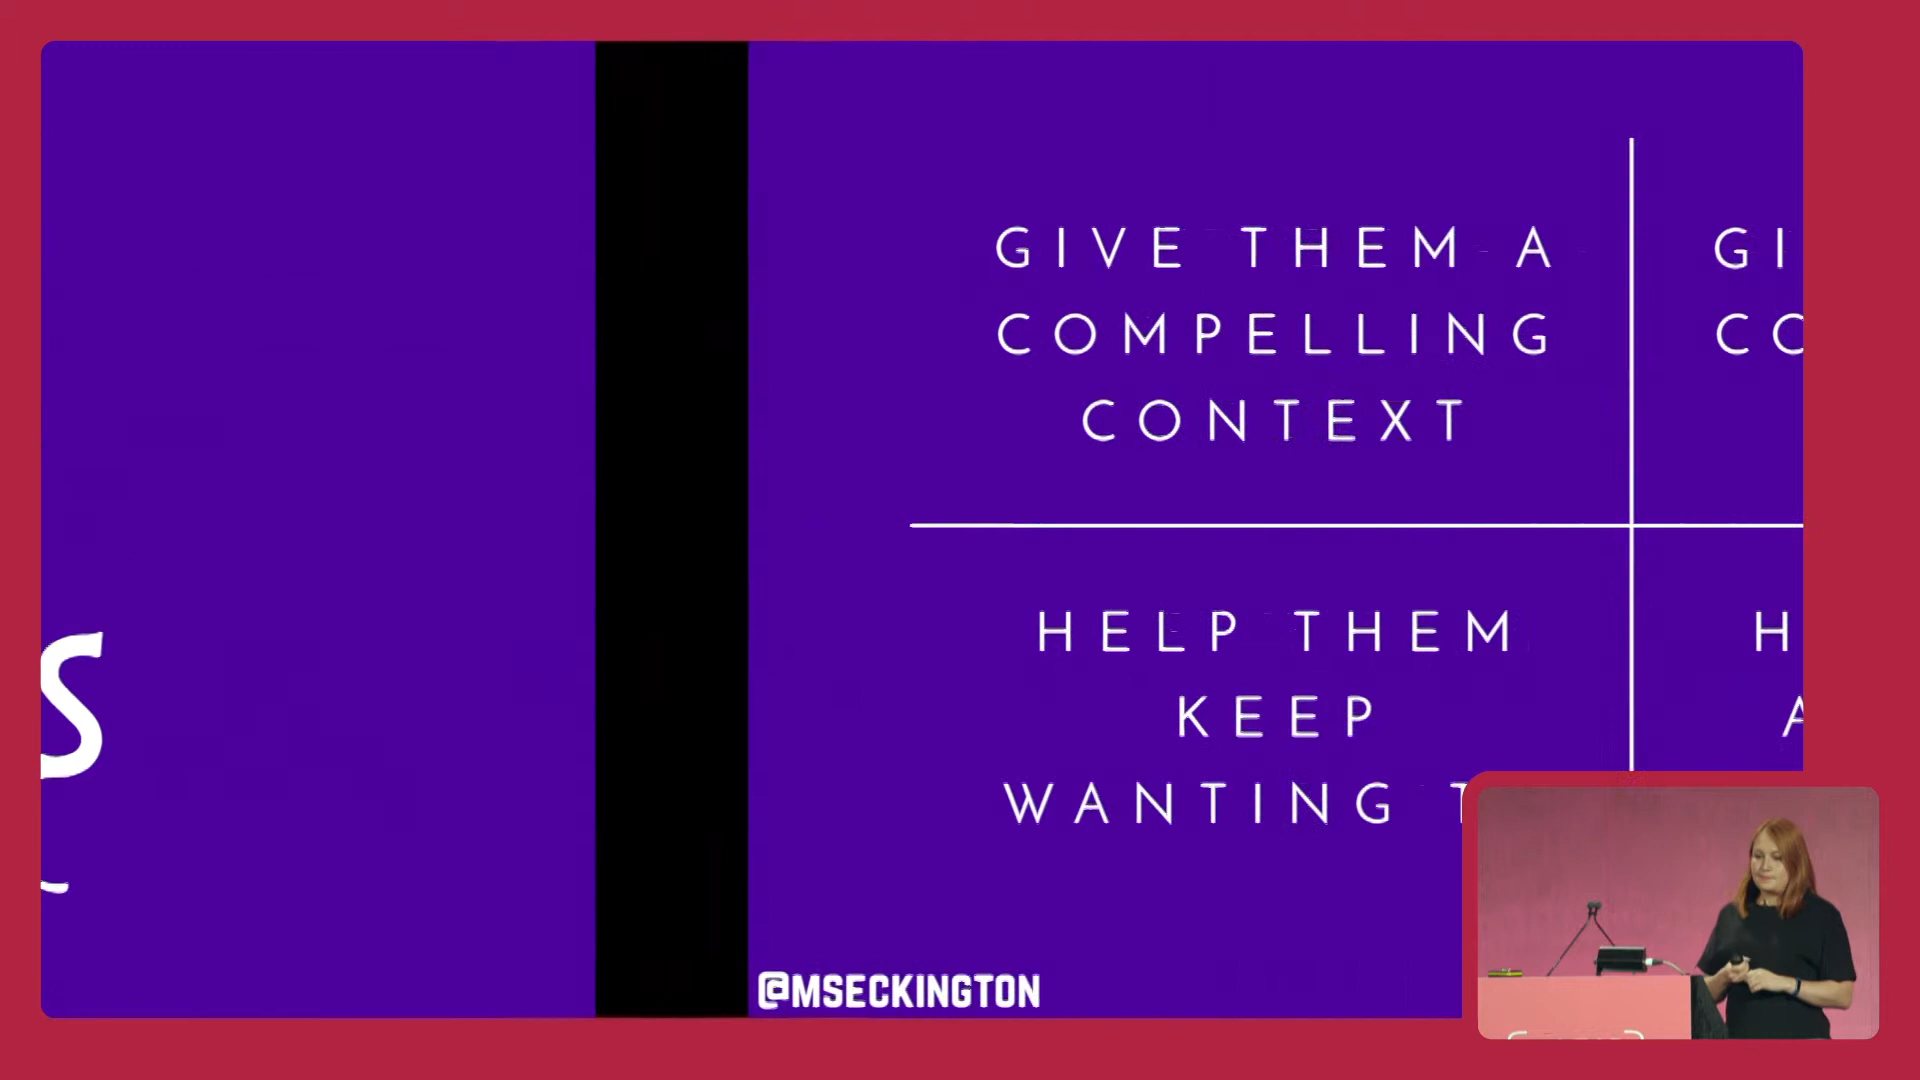 GIVE THEM A
COMPELLING
CONTEXT
HELP THEM
KEEP
WANTING
@MSECKINGTON